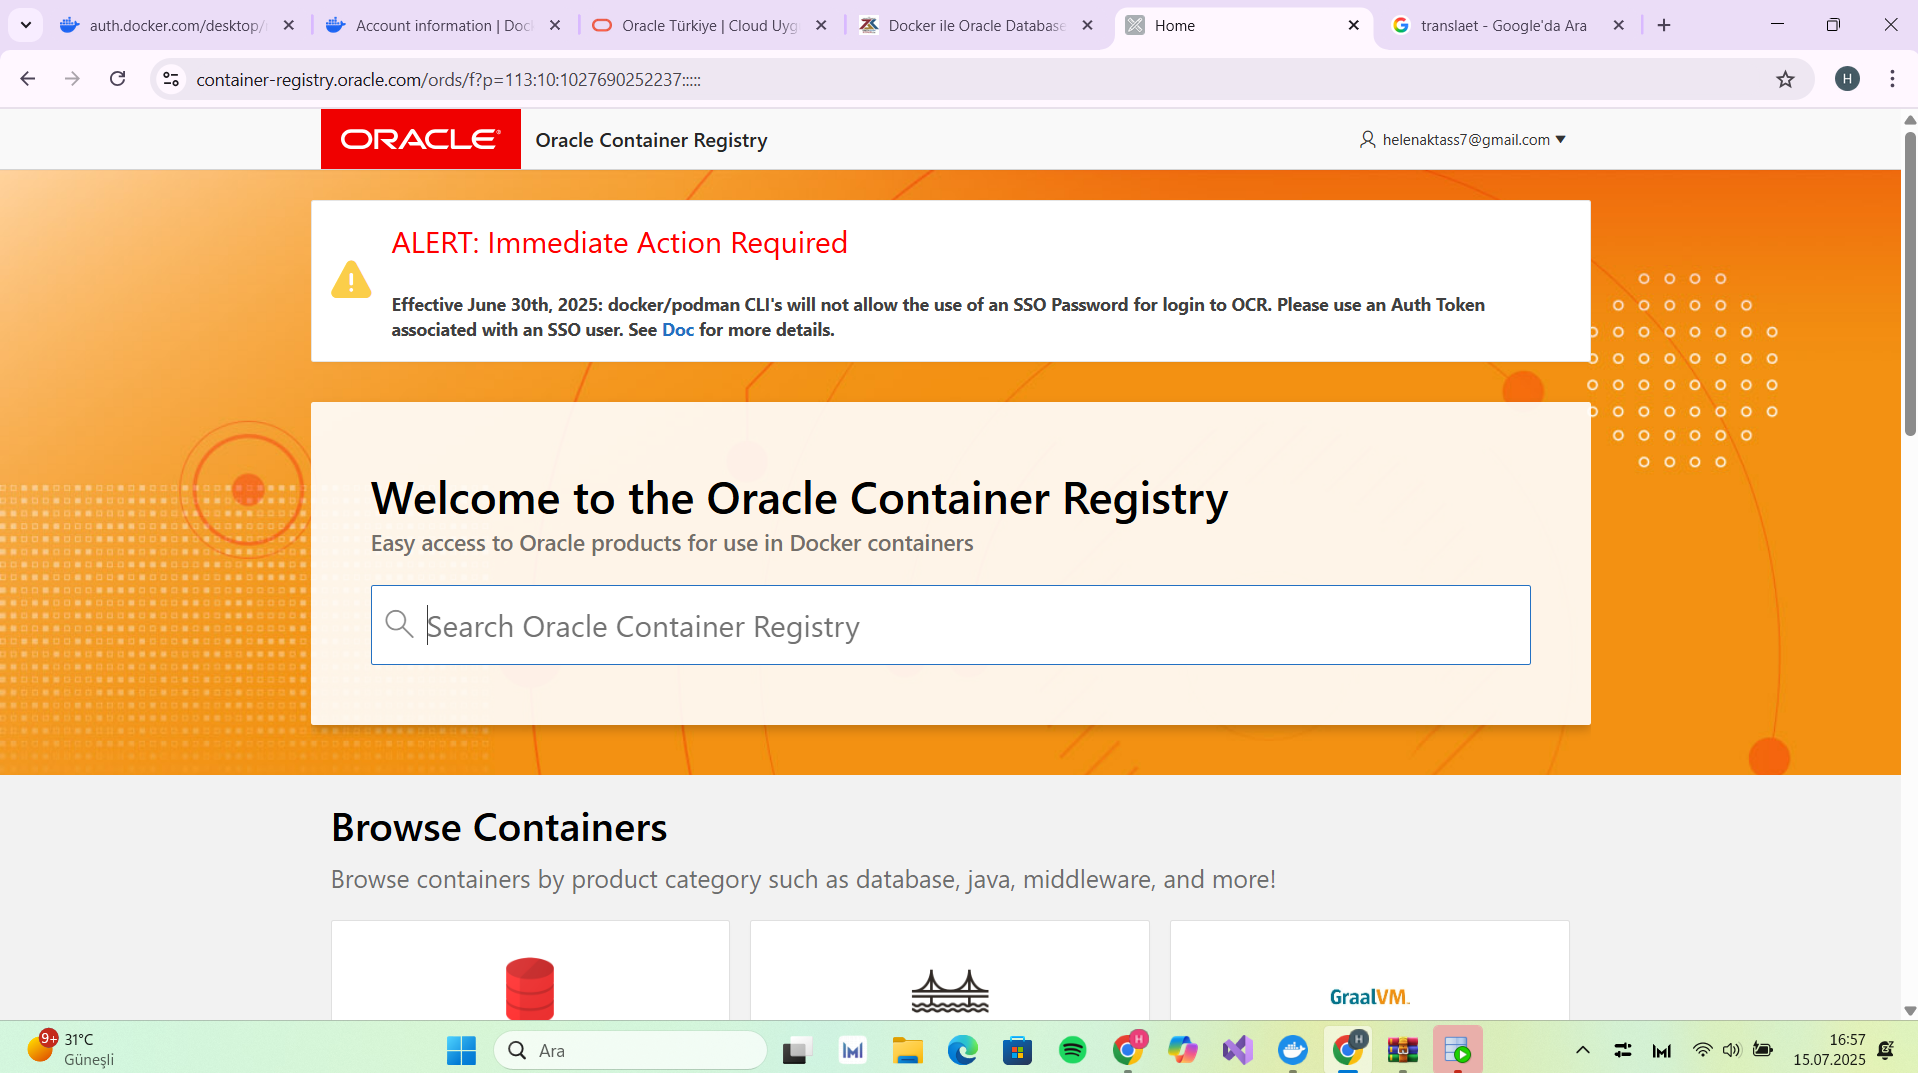 auth.docker.com/desktop/
Account information | Doc
Oracle Türkiye | Cloud Uyg
Docker ile Oracle Database
Home
translaet - Google'da Ara
container-registry.oracle.com/ords/f?p=113:10:1027690252237:::::
H
ORACLE
Oracle Container Registry
helenaktass7@gmail.com
ALERT: Immediate Action Required
Effective June 30th, 2025: docker/podman CLI's will not allow the use of an SSO Password for login to OCR. Please use an Auth Token
associated with an SSO user. See Doc for more details.
Welcome to the Oracle Container Registry
Easy access to Oracle products for use in Docker containers
Search Oracle Container Registry
Browse Containers
Browse containers by product category such as database, java, middleware, and more!
GraalVM.
9+
31°C
Güneşli
Ara
H
H
16:57
15.07.2025